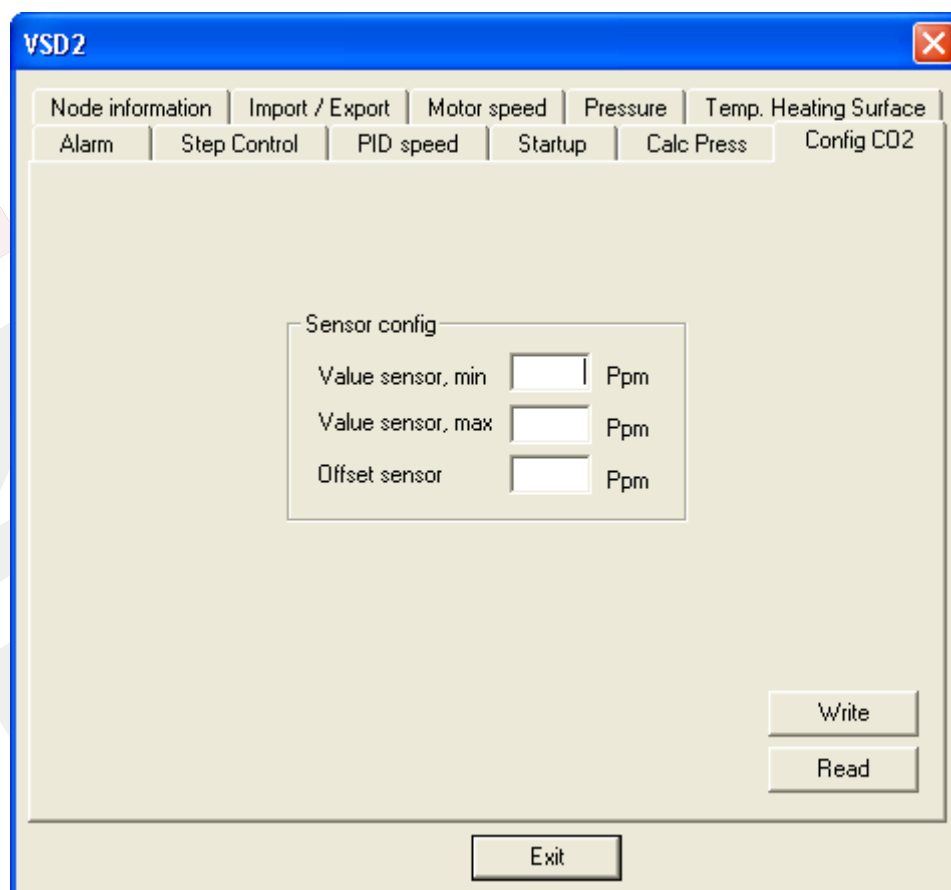 VSD2
Node information Import / Export Motor speed Pressure Temp. Heating Surface
Alarm Step Control PID speed Startup Calc Press Config CO2
Sensor config
Value sensor, min Ppm
Value sensor, max Ppm
Offset sensor Ppm
Write
Read
Exit